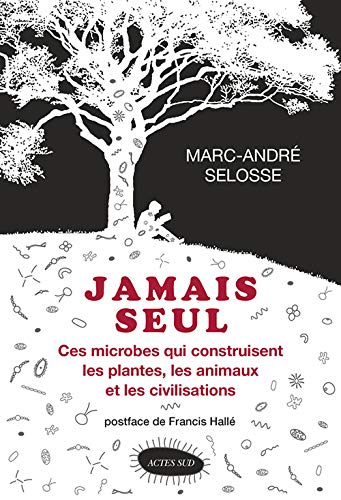 MARC-ANDRÉ
SELOSSE
JAMAIS
SEUL
Ces microbes qui construisent
les plantes, les animaux
et les civilisations
postface de Francis Hallé
ACTES SUD